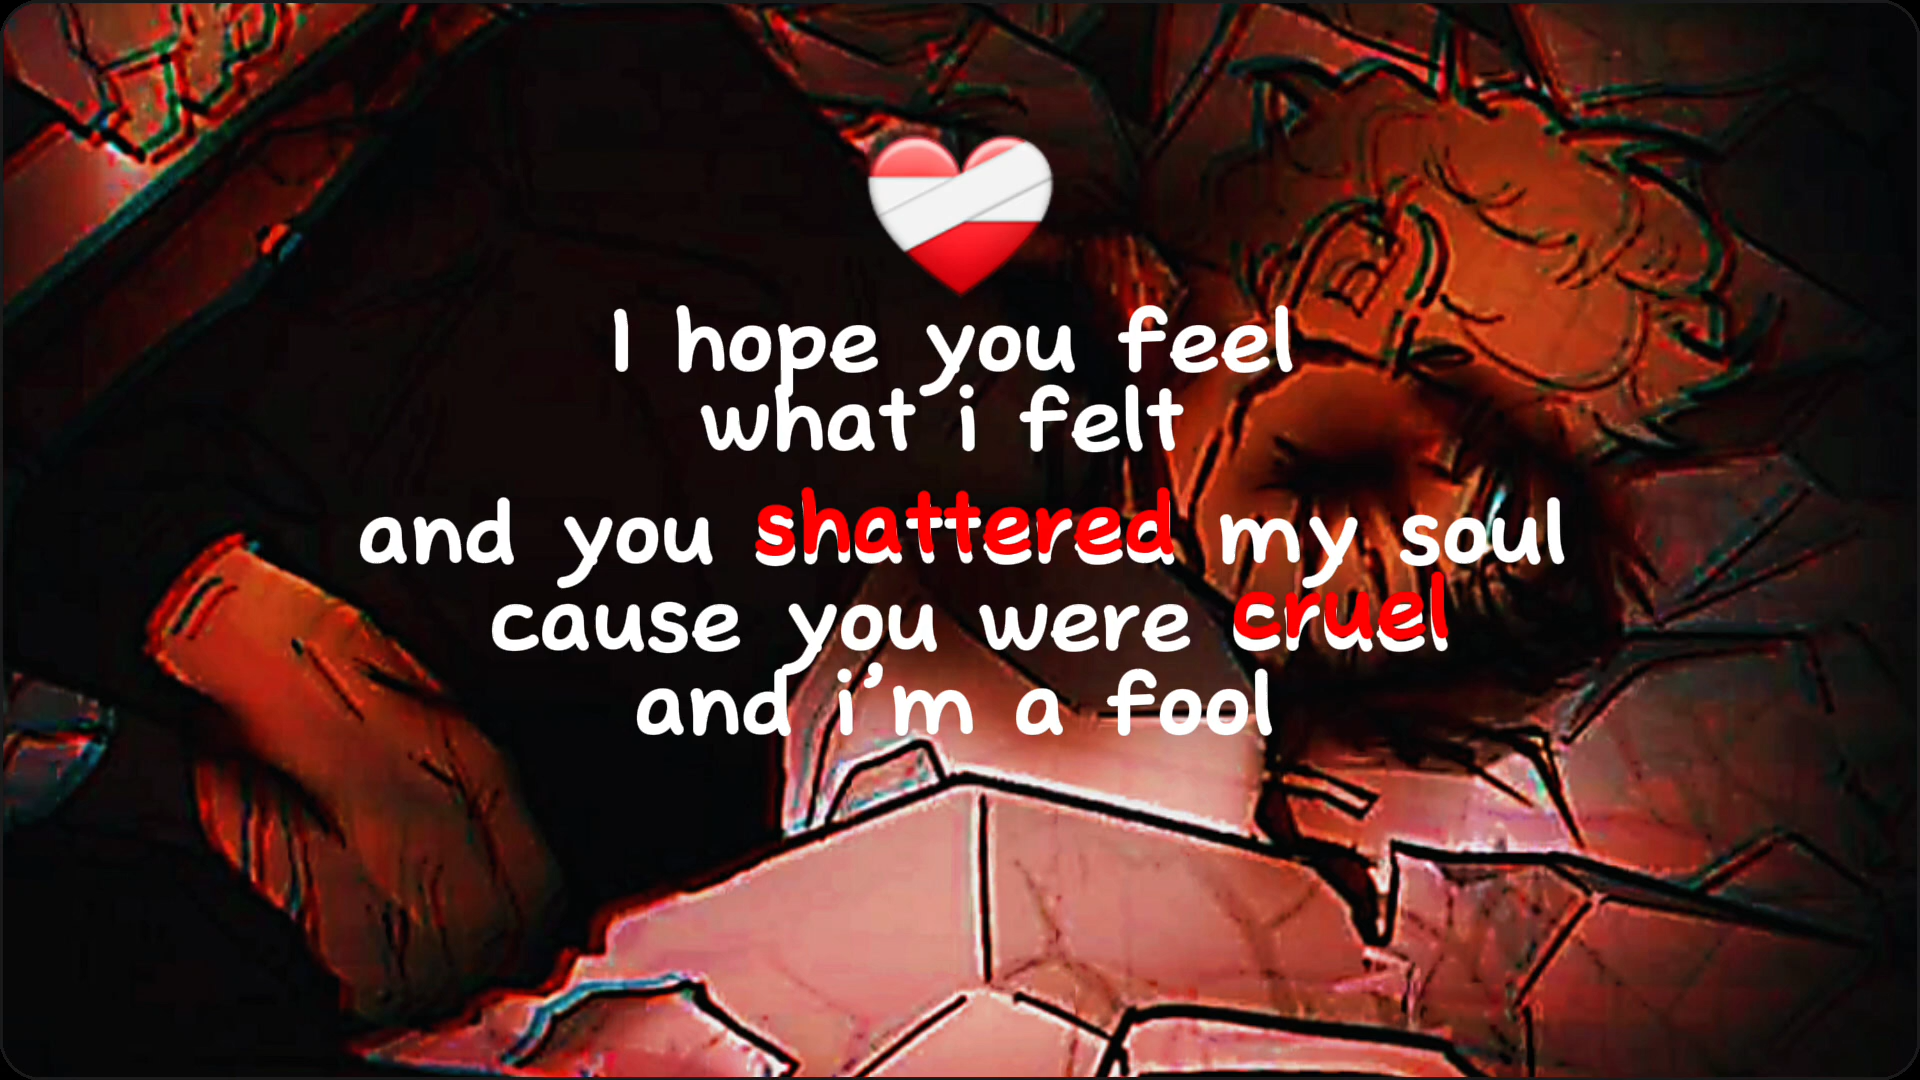 I hope you feel
what i felt
and you shattered my soul
cause you were cruel
and i'm a fool